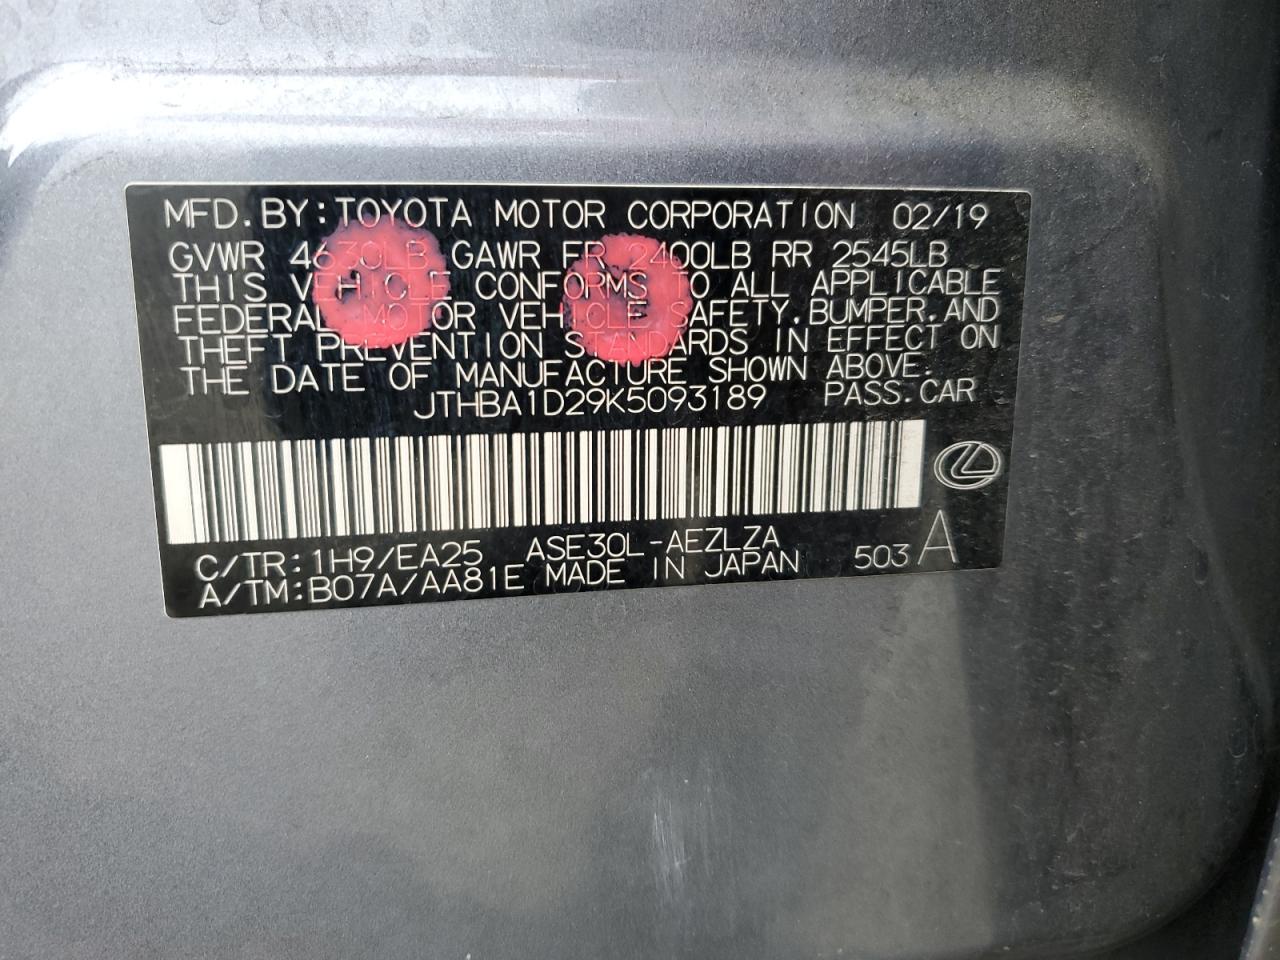 MFD.BY:TOYOTA MOTOR CORPORATION 02/19
GVWR 4630LB GAWR FR 2400LB RR 2545LB
THIS VEHICLE CONFORMS TO ALL APPLICABLE
FEDERAL MOTOR VEHICLE SAFETY,BUMPER,AND
THEFT PREVENTION STANDARDS IN EFFECT ON
THE DATE OF MANUFACTURE SHOWN ABOVE.
JTHBA1D29K5093189 PASS.CAR
C/TR:1H9/EA25 ASE30L-AEZLZA
A/TM:B07A/AA81E MADE IN JAPAN 503 A